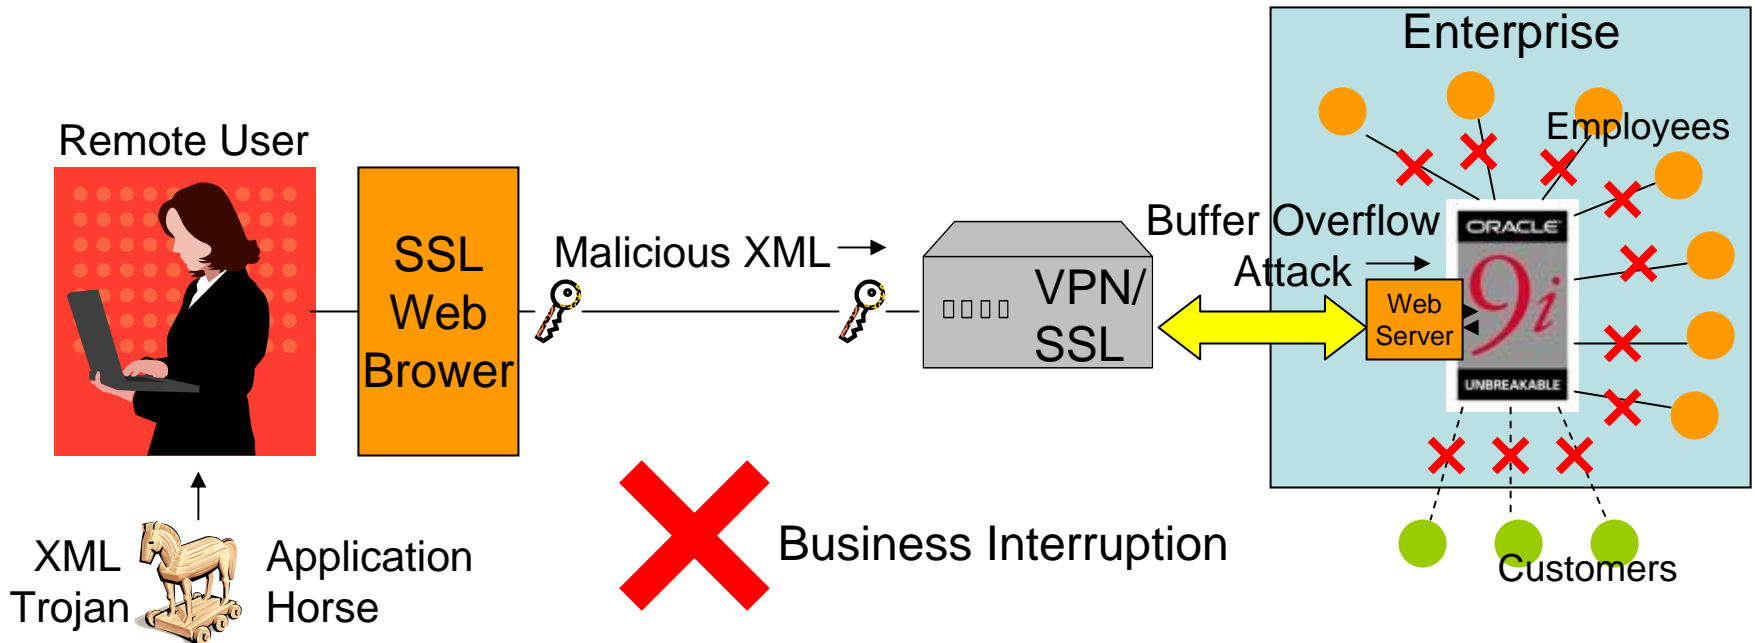 Enterprise
Remote User
Employees
SSL
Web
Brower
Malicious XML
VPN/
SSL
Buffer Overflow
Attack
Web
Server
ORACLE
9i
UNBREAKABLE
XML
Trojan
Application
Horse
Business Interruption
Customers